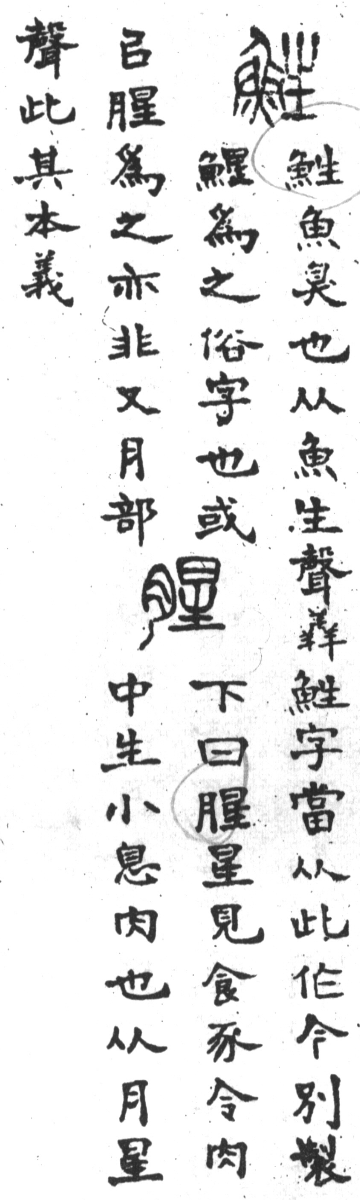 鮏
鮏魚臭也从魚生聲羴鮏字當从此作今別製
鯹爲之俗字也或
㠯腥爲之亦非又月部
腥
下曰腥星見食豕令肉
中生小息肉也从月星
聲此其本義